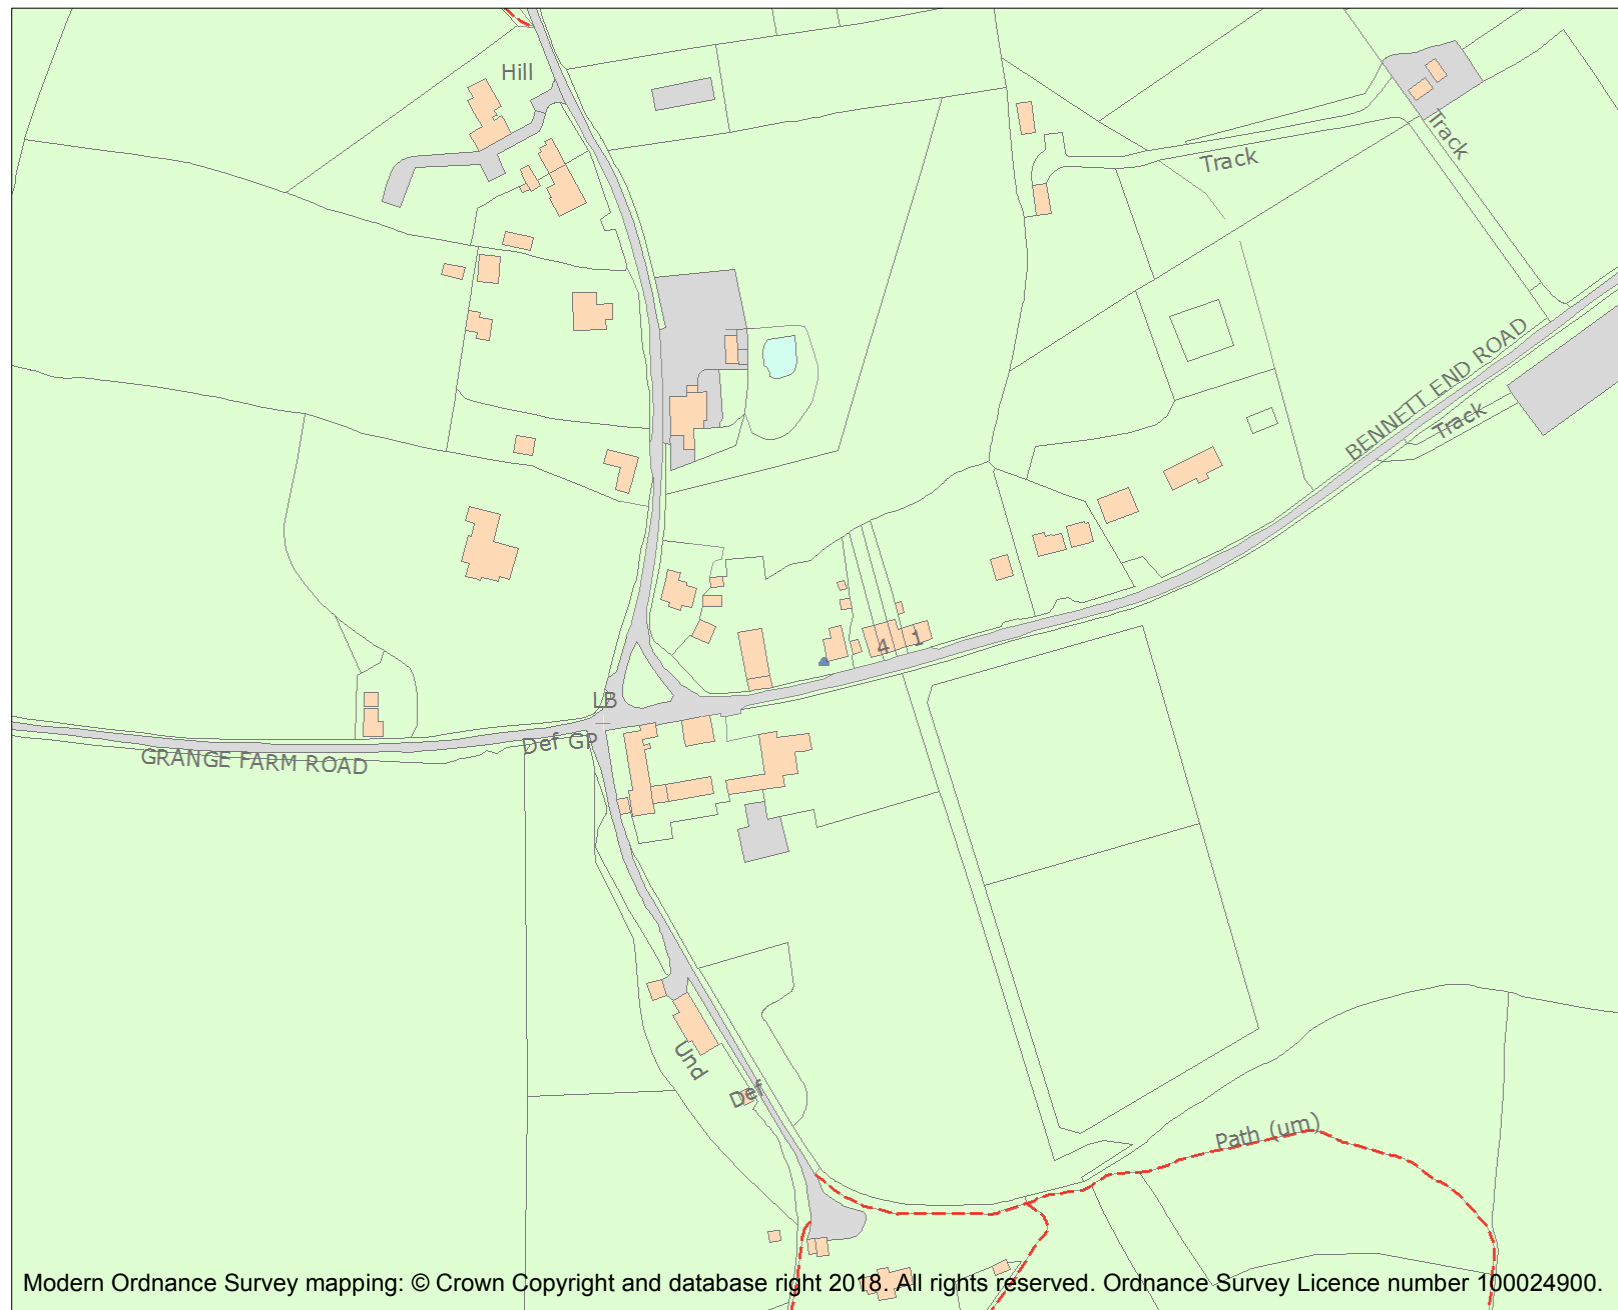 Hill
Track
Track
BENNETT END ROAD
Track
4
1
LB
Def GP
GRANGE FARM ROAD
Und
Def
Path (um)
Modern Ordnance Survey mapping: © Crown Copyright and database right 2018. All rights reserved. Ordnance Survey Licence number 100024900.